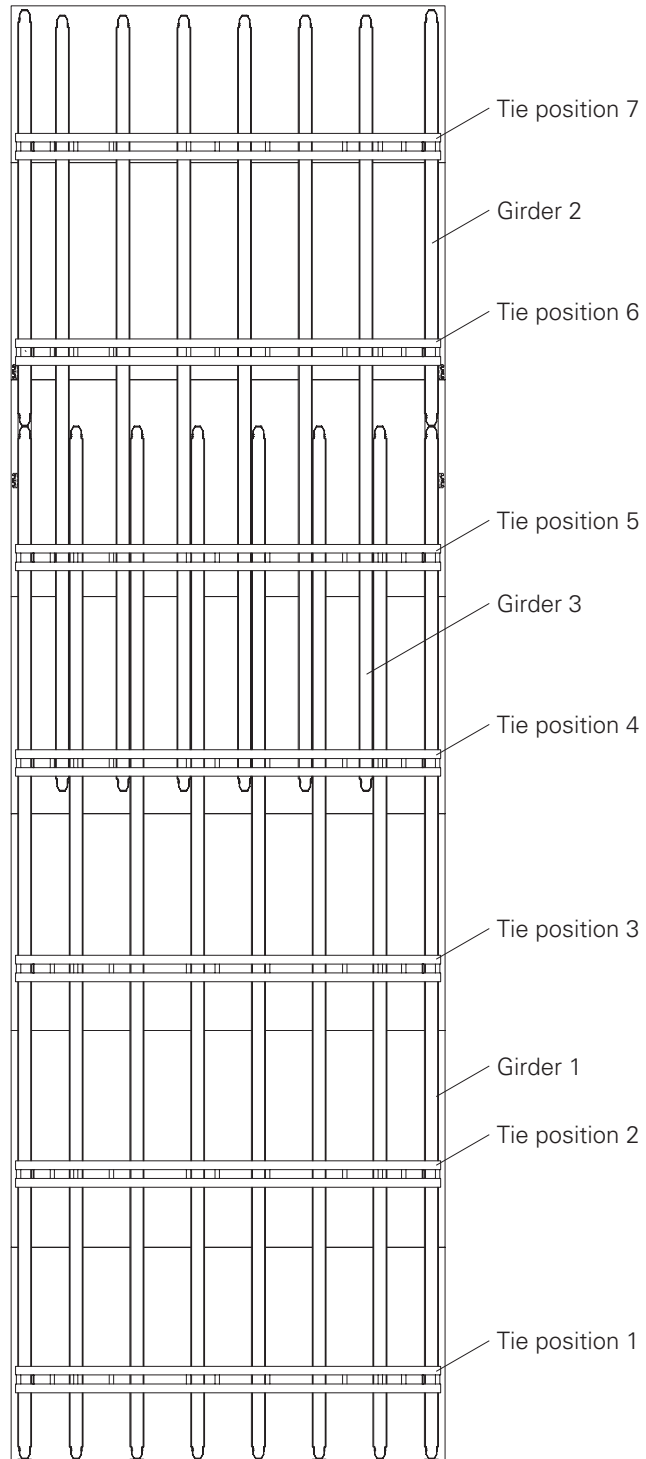 Tie position 7
Girder 2
Tie position 6
Tie position 5
Girder 3
Tie position 4
Tie position 3
Girder 1
Tie position 2
Tie position 1